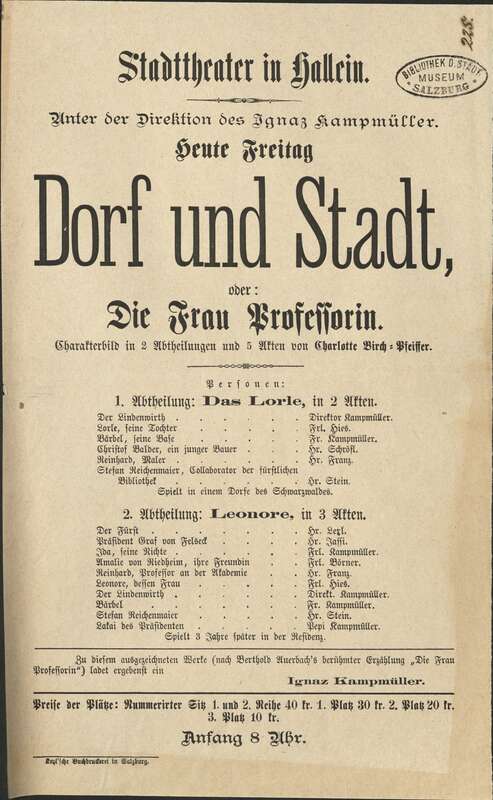 225.
BIBLIOTHEK D. STÄDT.
MUSEUM
SALZBURG
Stadttheater in Hallein.
Unter der Direktion des Ignaz Kampmüller.
Heute Freitag
Dorf und Stadt,
oder:
Die Frau Professorin.
Charakterbild in 2 Abtheilungen und 5 Akten von Charlotte Birch-Pfeiffer.
Personen:
1. Abtheilung: Das Lorle, in 2 Akten.
Der Lindenwirth . . . . . . Direktor Kampmüller.
Lorle, seine Tochter . . . . . Frl. Hies.
Bärbel, seine Base . . . . . Fr. Kampmüller.
Christof Balder, ein junger Bauer . . . Hr. Schröfl.
Reinhard, Maler . . . . . . Hr. Franz.
Stefan Reichenmaier, Collaborator der fürstlichen
Bibliothek . . . . . . Hr. Stein.
Spielt in einem Dorfe des Schwarzwaldes.
2. Abtheilung: Leonore, in 3 Akten.
Der Fürst . . . . . . Hr.
Präsident Graf von Felseck . . . . Hr. Jassi.
Ida, seine Nichte . . . . . Frl. Kampmüller.
Amalie von Riedheim, ihre Freundin . . . Frl. Börner.
Reinhard, Professor an der Akademie . . Hr. Franz.
Leonore, dessen Frau . . . . . Frl. Hies.
Der Lindenwirth . . . . . . Direkt. Kampmüller.
Bärbel . . . . . . Fr. Kampmüller.
Stefan Reichenmaier . . . . . Hr. Stein.
Lakai des Präsidenten . . . . . Pepi Kampmüller.
Spielt 3 Jahre später in der Residenz.
Zu diesem ausgezeichneten Werke (nach Berthold Auerbach's berühmter Erzählung „Die Frau
Professorin“) ladet ergebenst ein
Ignaz Kampmüller.
Preise der Plätze: Nummerirter Sitz 1. und 2. Reihe 40 kr. 1. Platz 30 kr. 2. Platz 20 kr.
3. Platz 10 kr.
Anfang 8 Uhr.
Buchdruckerei in Salzburg.